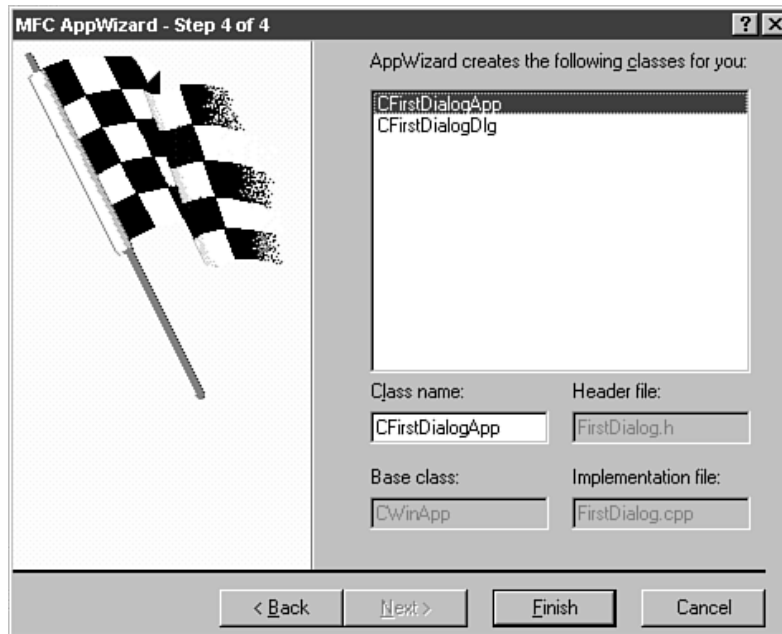 MFC AppWizard - Step 4 of 4
AppWizard creates the following classes for you:
CFirstDialogApp
CFirstDialogDlg
Class name:
Header file:
CFirstDialogApp
FirstDialog.h
Base class:
Implementation file:
CWinApp
FirstDialog.cpp
< Back
Next >
Finish
Cancel